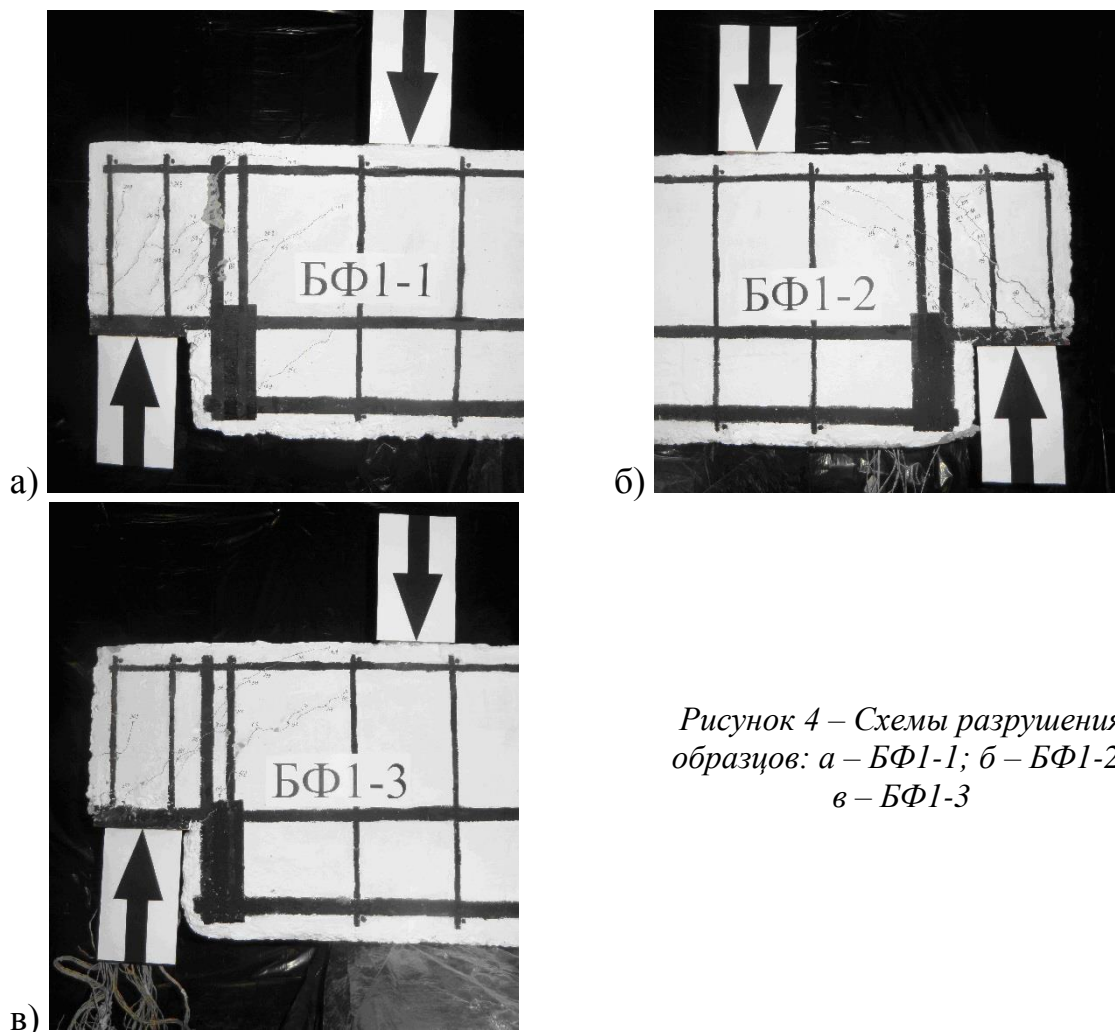 БФ1-1
БФ1-2
а)
б)
БФ1-3
Рисунок 4 – Схемы разрушения
образцов: а – БФ1-1; б – БФ1-2
в – БФ1-3
в)